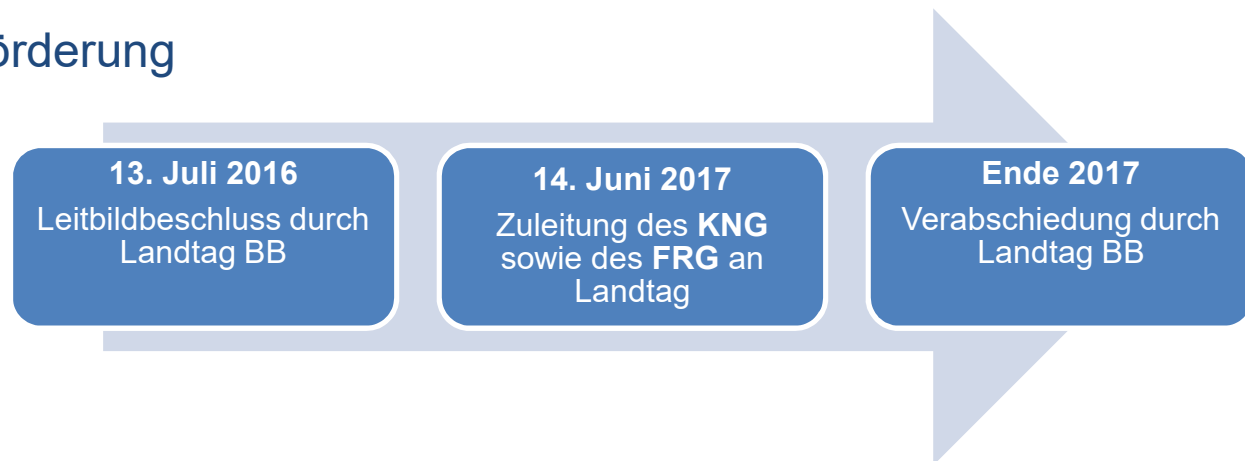 örderung
13. Juli 2016
Leitbildbeschluss durch
Landtag BB
14. Juni 2017
Zuleitung des KNG
sowie des FRG an
Landtag
Ende 2017
Verabschiedung durch
Landtag BB